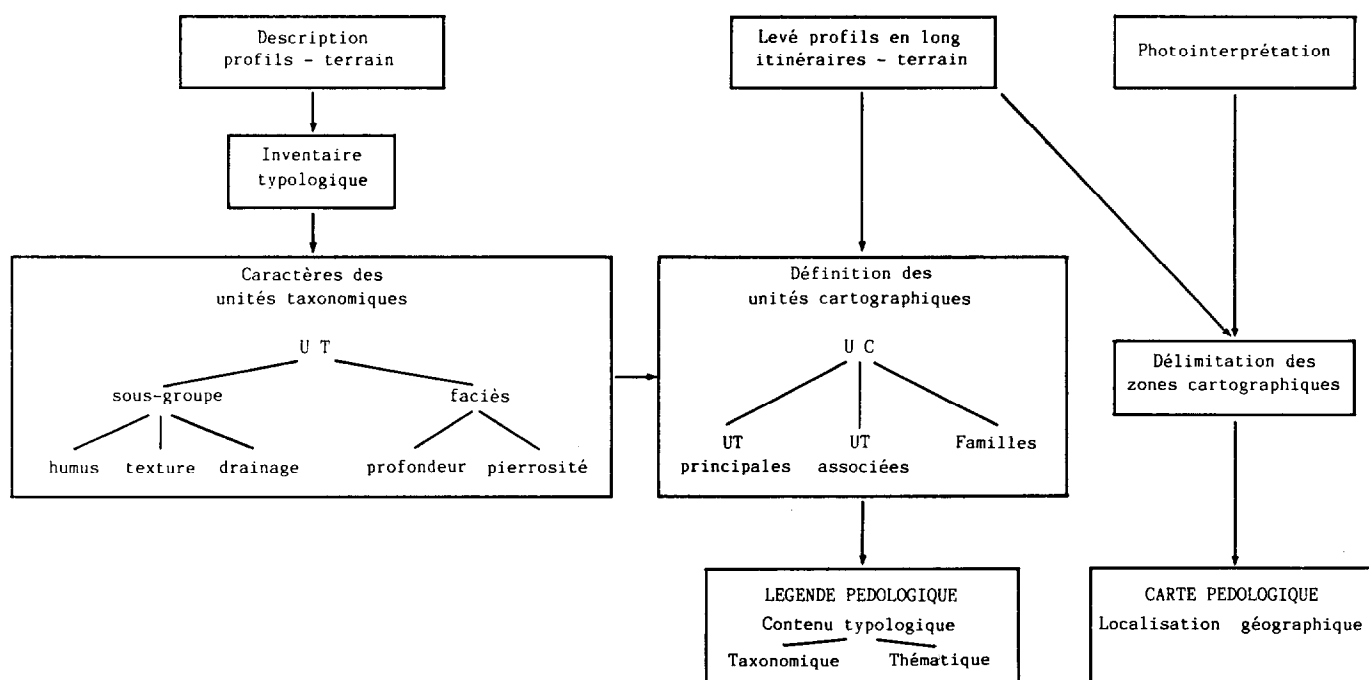 Description
profils - terrain
Levé profils en long
itinéraires - terrain
Photointerprétation
Inventaire
typologique
Caractères des
unités taxonomiques
U T
sous-groupe
faciès
humus texture drainage
profondeur pierrosité
Définition des
unités cartographiques
U C
UT
principales
UT
associées
Familles
Délimitation des
zones cartographiques
LEGENDE PEDOLOGIQUE
Contenu typologique
Taxonomique Thématique
CARTE PEDOLOGIQUE
Localisation géographique